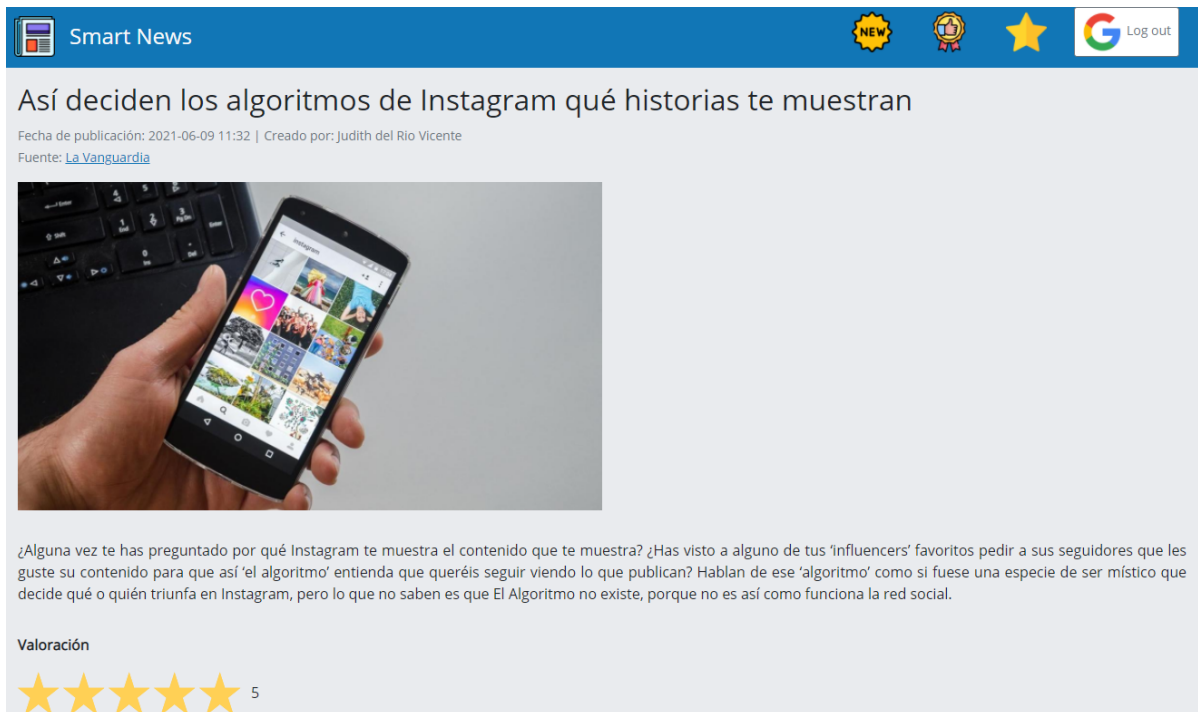 Smart News
NEW
Log out
Así deciden los algoritmos de Instagram qué historias te muestran
Fecha de publicación: 2021-06-09 11:32 | Creado por: Judith del Rio Vicente
Fuente: La Vanguardia
Instagram
¿Alguna vez te has preguntado por qué Instagram te muestra el contenido que te muestra? ¿Has visto a alguno de tus ‘influencers’ favoritos pedir a sus seguidores que les
guste su contenido para que así ‘el algoritmo’ entienda que queréis seguir viendo lo que publican? Hablan de ese ‘algoritmo’ como si fuese una especie de ser místico que
decide qué o quién triunfa en Instagram, pero lo que no saben es que El Algoritmo no existe, porque no es así como funciona la red social.
Valoración
5